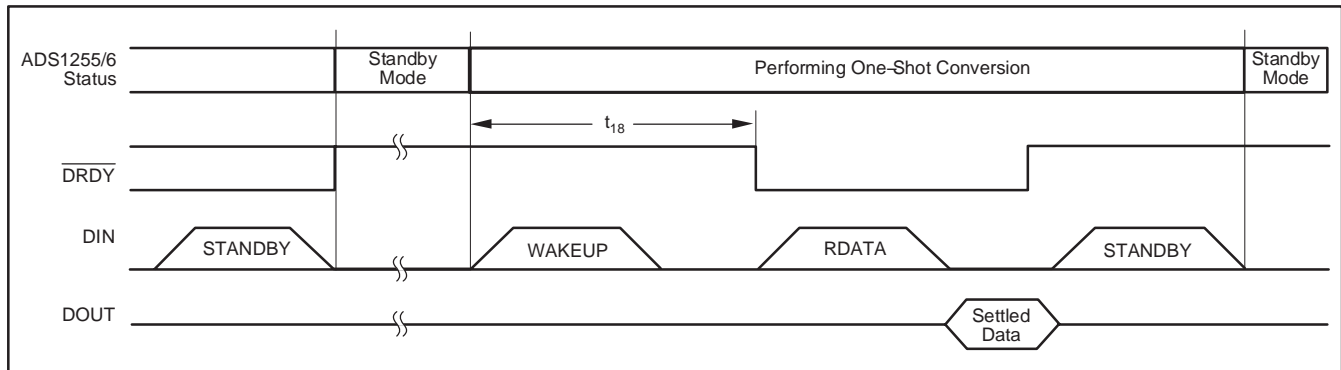 ADS1255/6
Status
Standby
Mode
Performing One–Shot Conversion
Standby
Mode
t18
DRDY
DIN
STANDBY
WAKEUP
RDATA
STANDBY
DOUT
Settled
Data